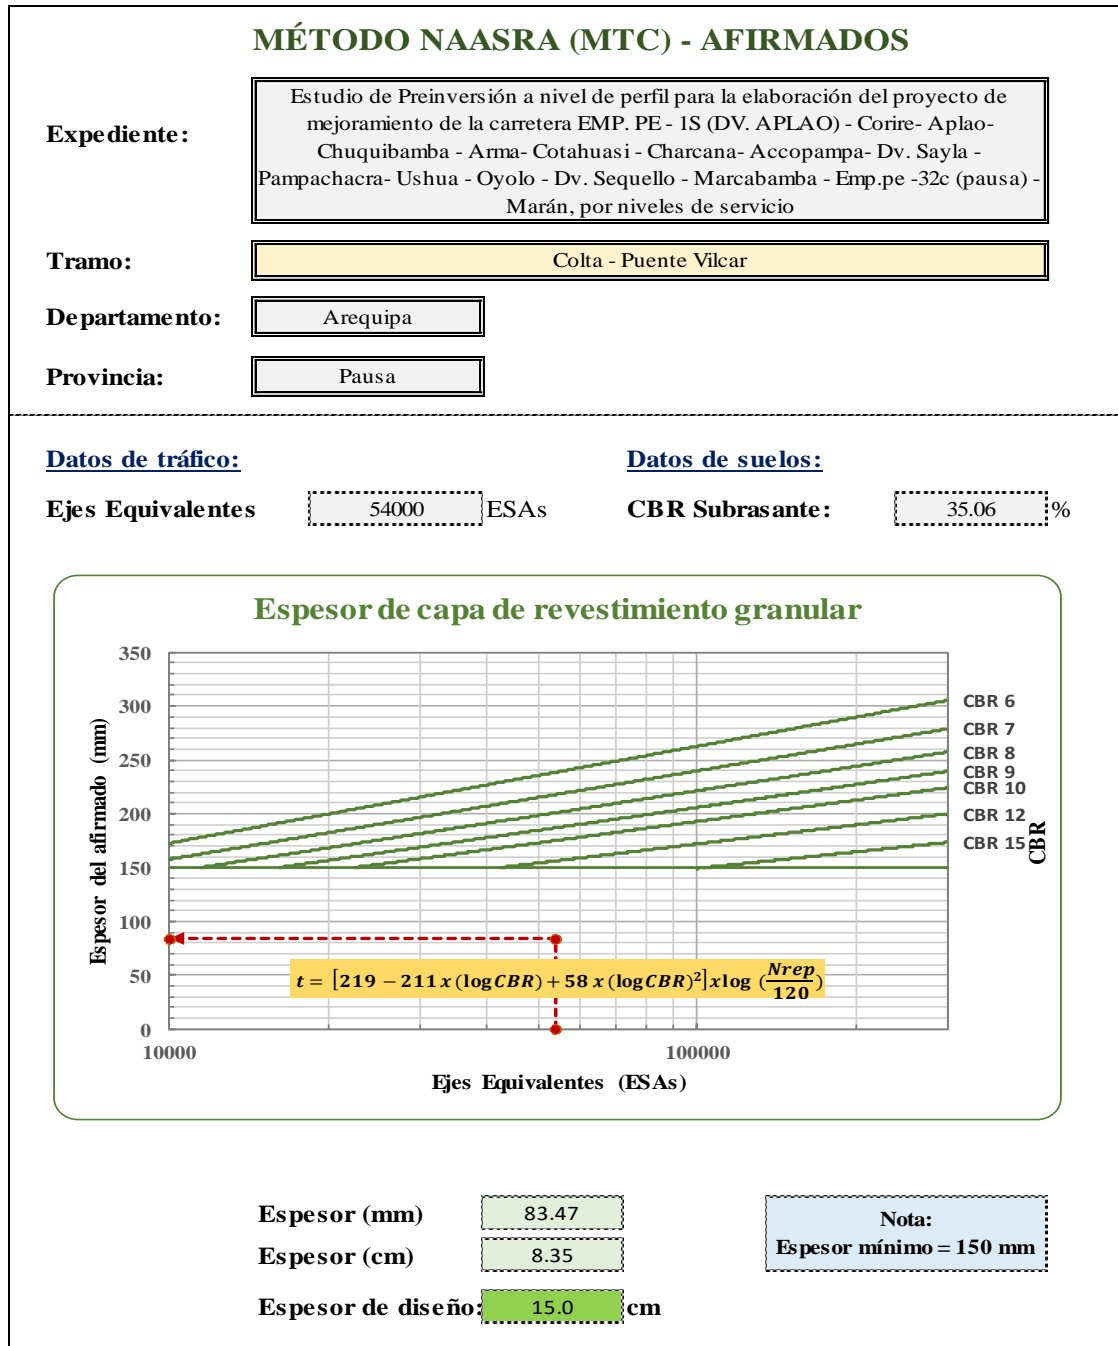 MÉTODO NAASRA (MTC) - AFIRMADOS
Expediente:
Estudio de Preinversión a nivel de perfil para la elaboración del proyecto de
mejoramiento de la carretera EMP. PE - 1S (DV. APLAO) - Corire- Aplao-
Chuquibamba - Arma- Cotahuasi - Charcana- Accopampa- Dv. Sayla -
Pampachacra- Ushua - Oyolo - Dv. Sequello - Marcabamba - Emp.pe -32c (pausa) -
Marán, por niveles de servicio
Tramo:
Colta - Puente Vilcar
Departamento:
Arequipa
Provincia:
Pausa
Datos de tráfico:
Datos de suelos:
Ejes Equivalentes 54000 ESAs
CBR Subrasante: 35.06 %
Espesor de capa de revestimiento granular
Espesor del afirmado (mm)
350
300
250
200
150
100
50
0
CBR 6
CBR 7
CBR 8
CBR 9
CBR 10
CBR 12
CBR 15
CBR
t = [219 − 211 x (logCBR) + 58 x (logCBR)²]xlog (Nrep/120)
10000
100000
Ejes Equivalentes (ESAs)
Espesor (mm) 83.47
Espesor (cm) 8.35
Espesor de diseño: 15.0 cm
Nota:
Espesor mínimo = 150 mm